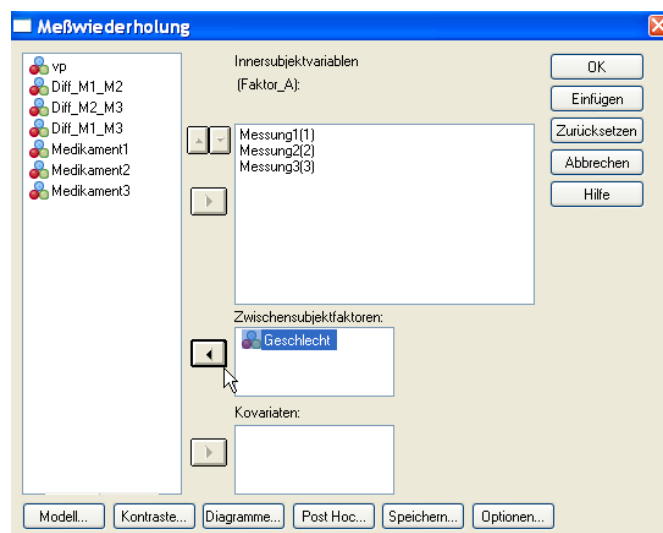 Meßwiederholung
vp
Diff_M1_M2
Diff_M2_M3
Diff_M1_M3
Medikament1
Medikament2
Medikament3
Innersubjektvariablen
(Faktor_A):
Messung1(1)
Messung2(2)
Messung3(3)
Zwischensubjektfaktoren:
Geschlecht
Kovariaten:
OK
Einfügen
Zurücksetzen
Abbrechen
Hilfe
Modell...
Kontraste...
Diagramme...
Post Hoc...
Speichern...
Optionen...